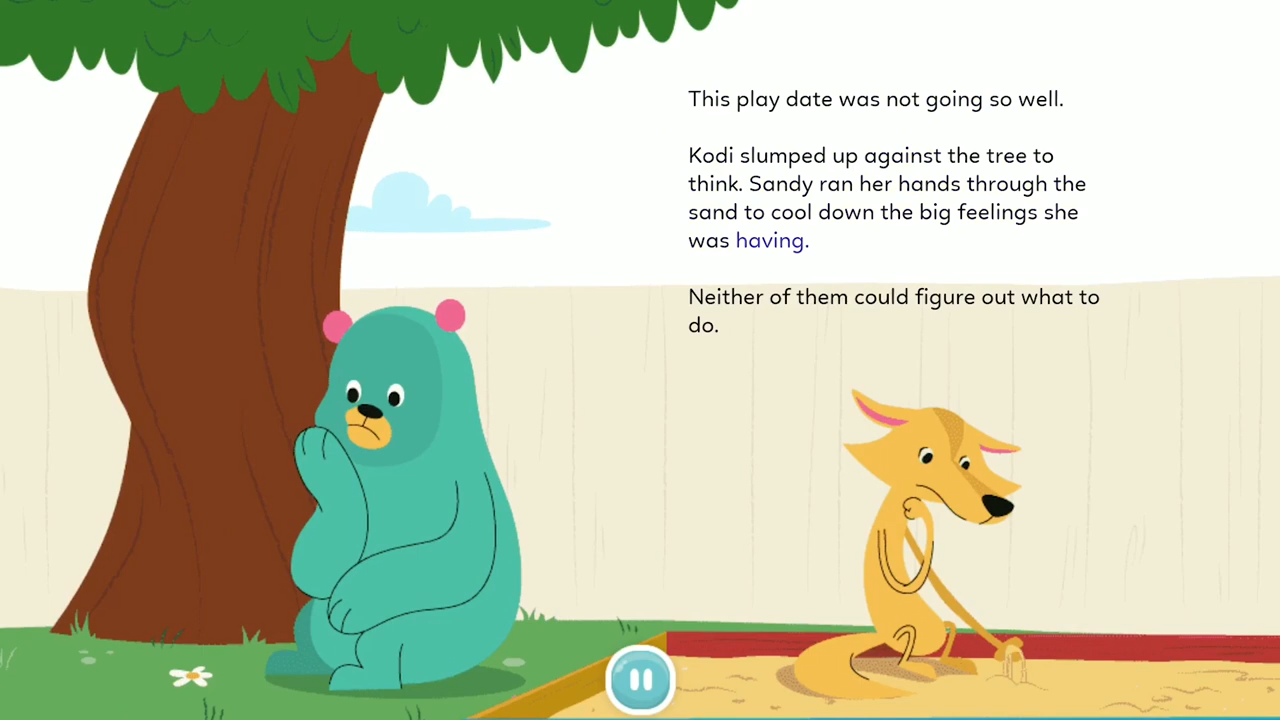 This play date was not going so well.
Kodi slumped up against the tree to
think. Sandy ran her hands through the
sand to cool down the big feelings she
was having.
Neither of them could figure out what to
do.